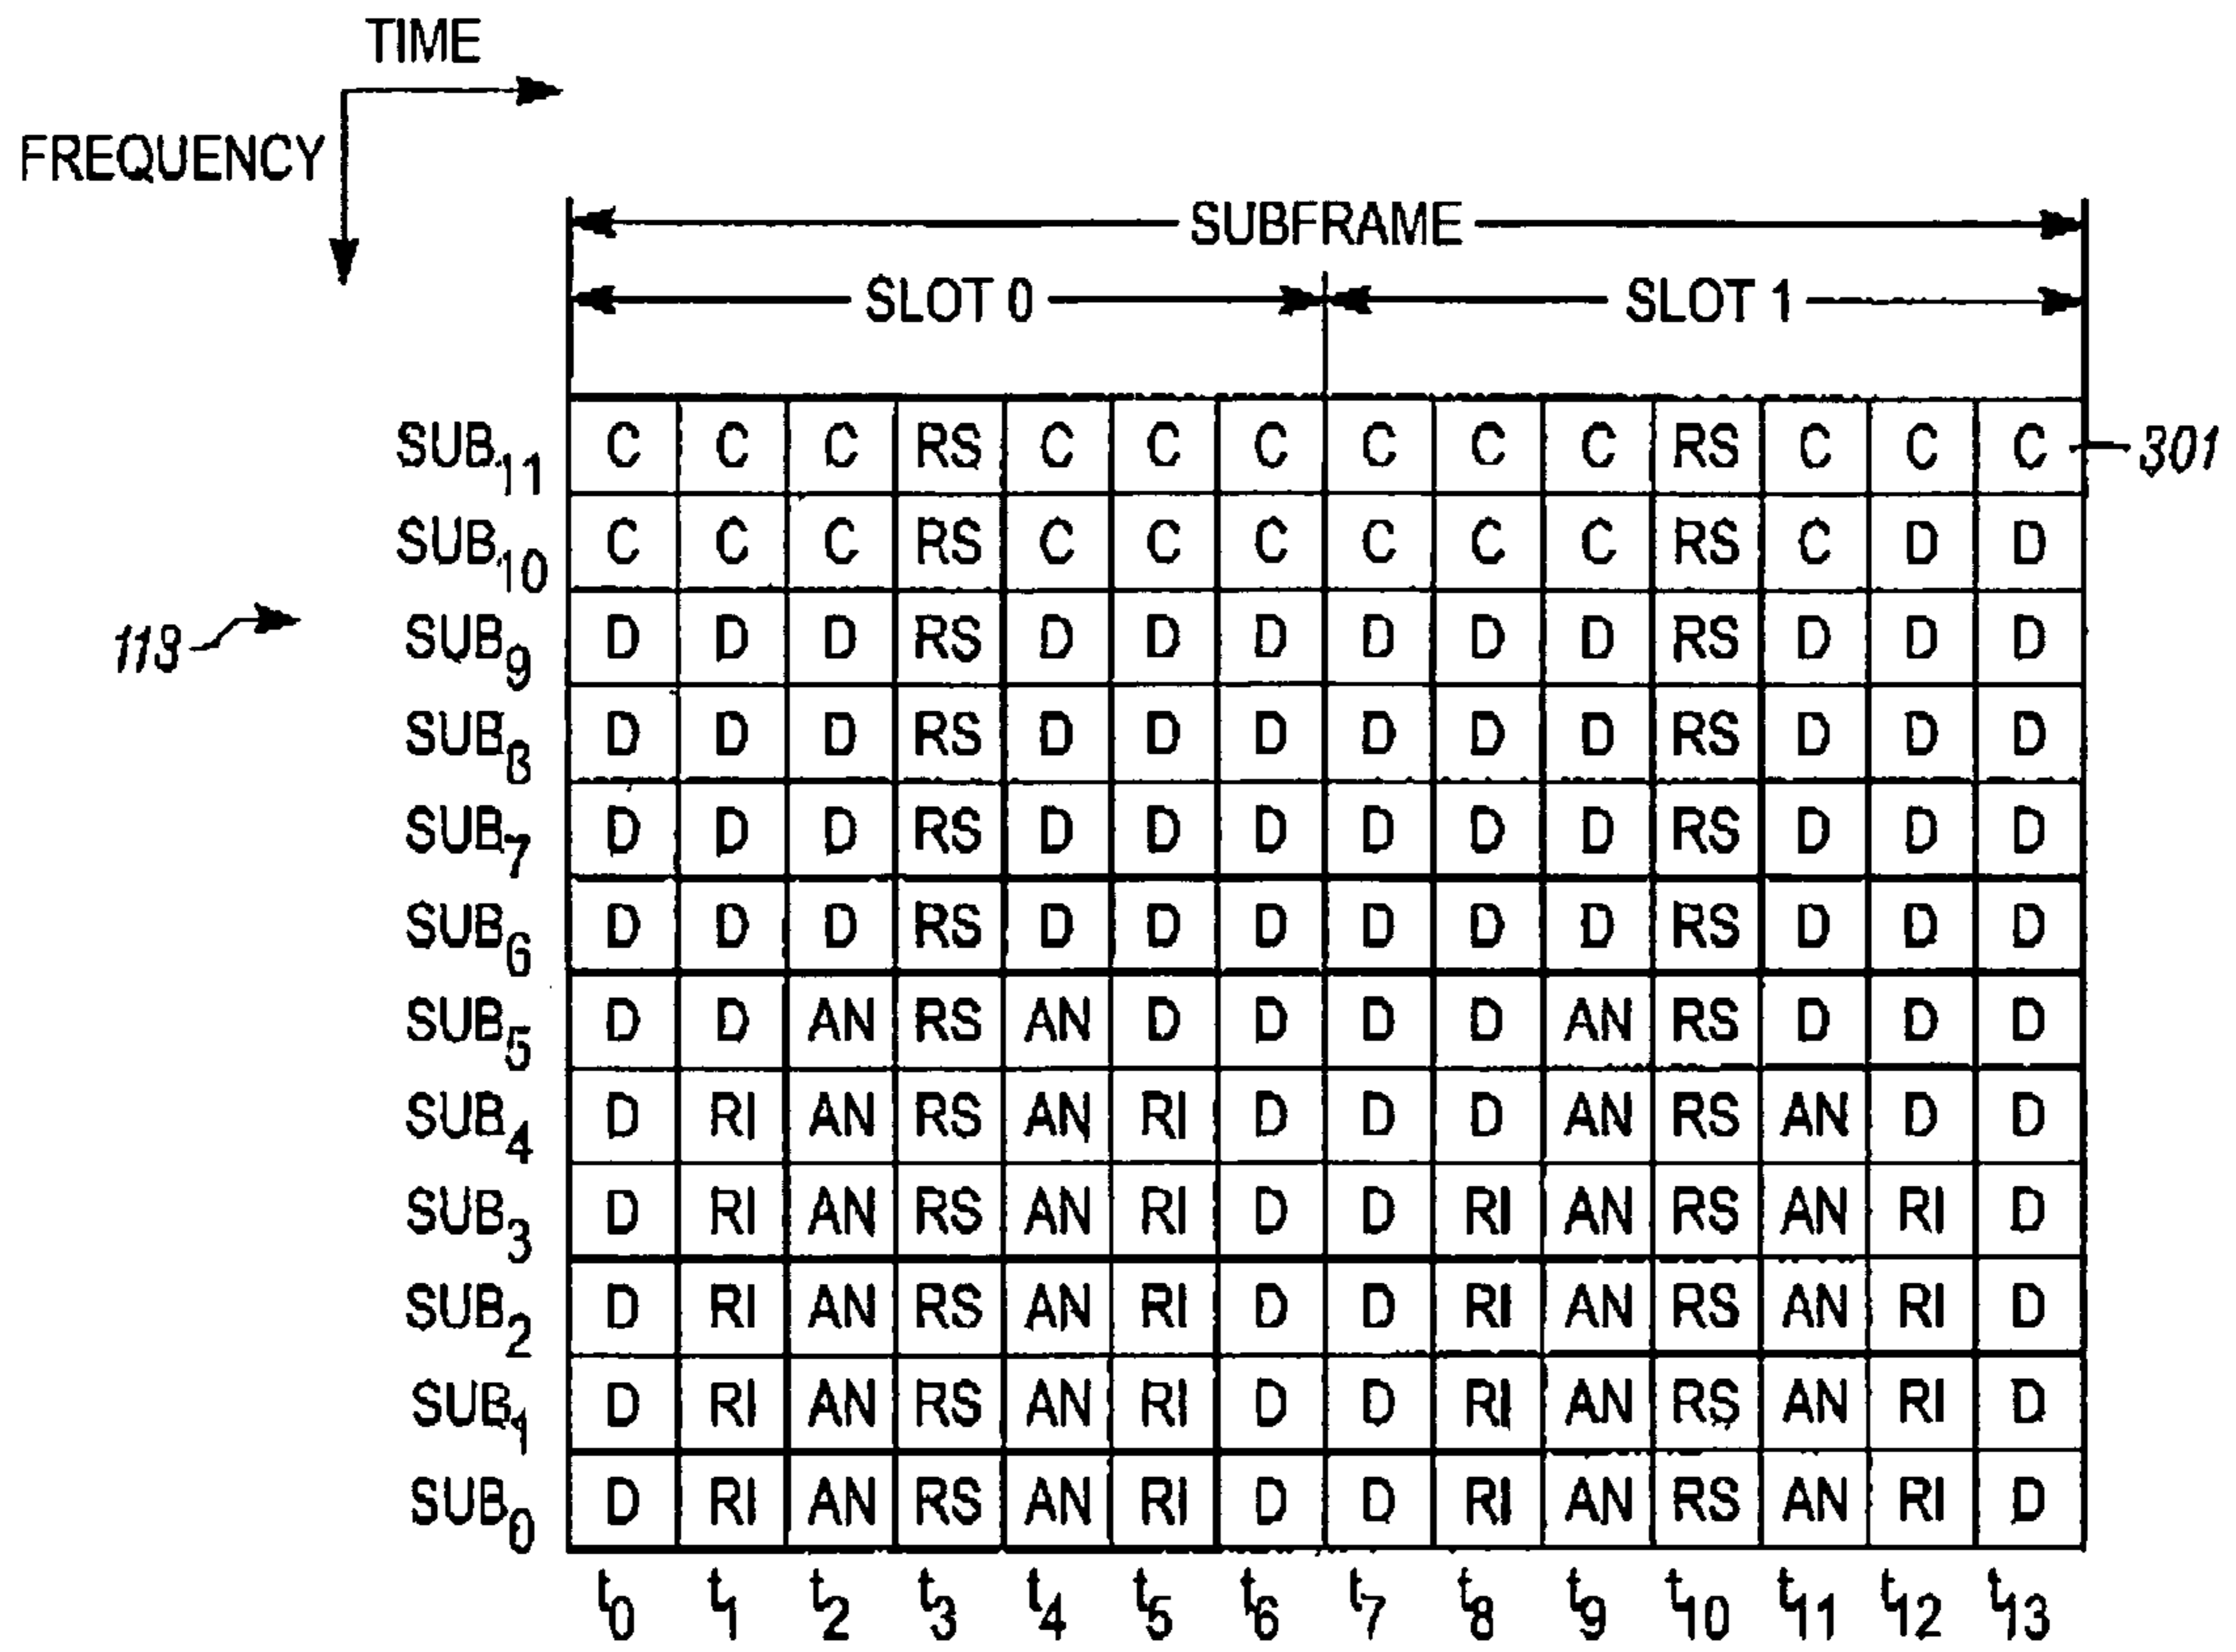 TIME
FREQUENCY
SUBFRAME
SLOT 0 SLOT 1
SUB11 C C C RS C C C C C C RS C C C 301
SUB10 C C C RS C C C C C C RS C D D
113
SUB9 D D D RS D D D D D D RS D D D
SUB8 D D D RS D D D D D D RS D D D
SUB7 D D D RS D D D D D D RS D D D
SUB6 D D D RS D D D D D D RS D D D
SUB5 D D AN RS AN D D D D AN RS D D D
SUB4 D RI AN RS AN RI D D D AN RS AN D D
SUB3 D RI AN RS AN RI D D RI AN RS AN RI D
SUB2 D RI AN RS AN RI D D RI AN RS AN RI D
SUB1 D RI AN RS AN RI D D RI AN RS AN RI D
SUB0 D RI AN RS AN RI D D RI AN RS AN RI D
t0 t1 t2 t3 t4 t5 t6 t7 t8 t9 t10 t11 t12 t13